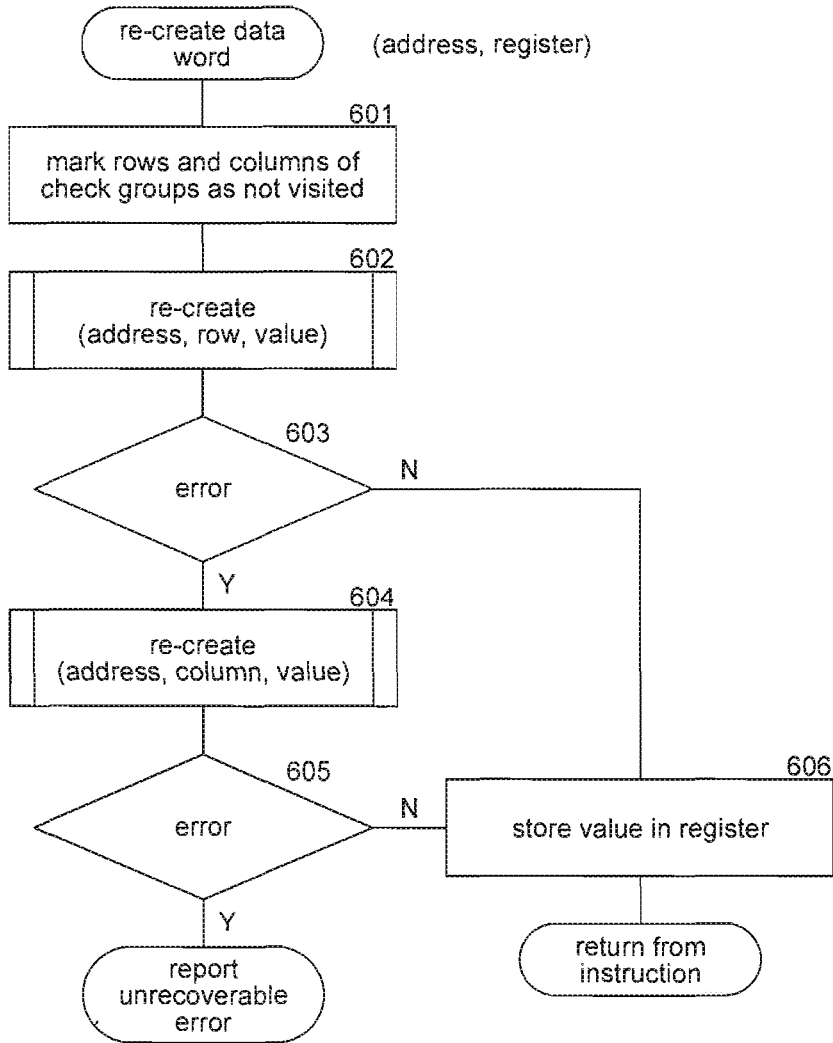 re-create data
word
(address, register)
601
mark rows and columns of
check groups as not visited
602
re-create
(address, row, value)
603
error
N
Y
604
re-create
(address, column, value)
605
error
N
Y
606
store value in register
report
unrecoverable
error
return from
instruction